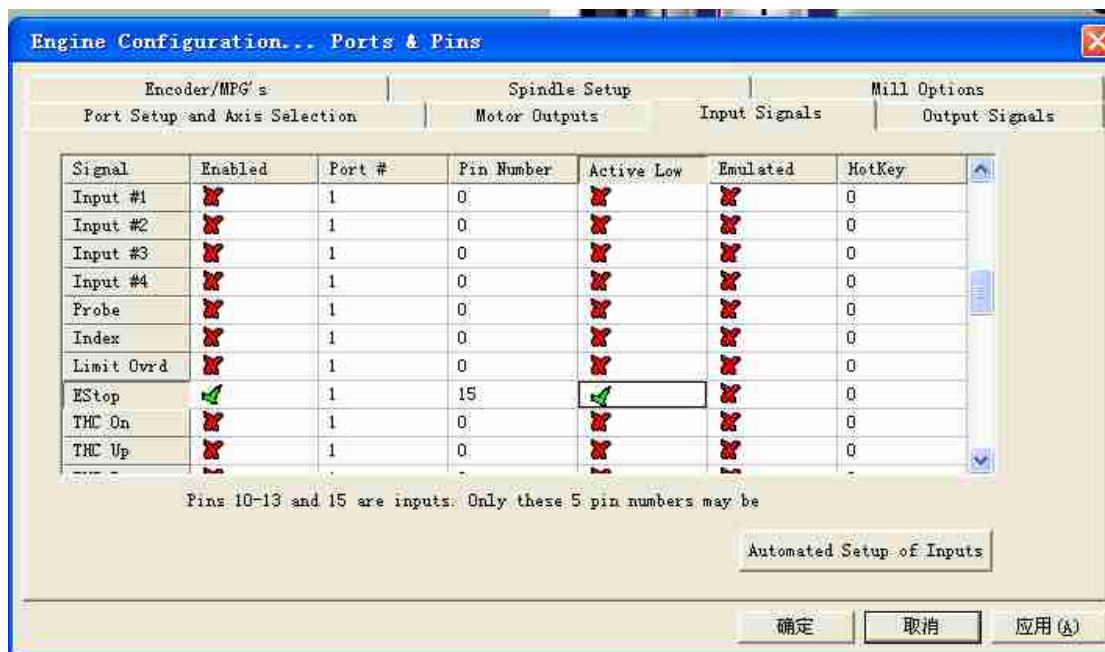 Engine Configuration... Ports & Pins
Encoder/MPG's Spindle Setup Mill Options
Port Setup and Axis Selection Motor Outputs Input Signals Output Signals
Signal Enabled Port # Pin Number Active Low Emulated HotKey
Input #1 1 0 0
Input #2 1 0 0
Input #3 1 0 0
Input #4 1 0 0
Probe 1 0 0
Index 1 0 0
Limit Ovrd 1 0 0
EStop 1 15 0
THC On 1 0 0
THC Up 1 0 0
Pins 10-13 and 15 are inputs. Only these 5 pin numbers may be
Automated Setup of Inputs
确定 取消 应用(A)